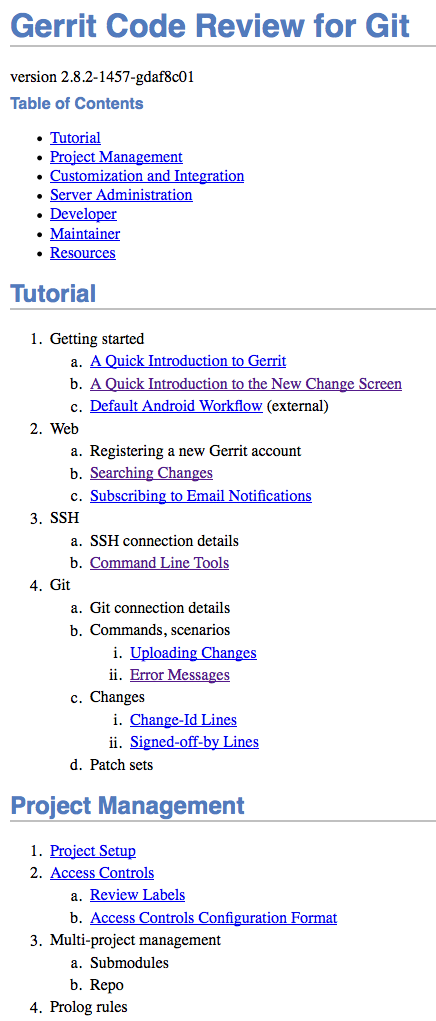 Gerrit Code Review for Git
version 2.8.2-1457-gdaf8c01
Table of Contents
• Tutorial
• Project Management
• Customization and Integration
• Server Administration
• Developer
• Maintainer
• Resources
Tutorial
1. Getting started
a. A Quick Introduction to Gerrit
b. A Quick Introduction to the New Change Screen
c. Default Android Workflow (external)
2. Web
a. Registering a new Gerrit account
b. Searching Changes
c. Subscribing to Email Notifications
3. SSH
a. SSH connection details
b. Command Line Tools
4. Git
a. Git connection details
b. Commands, scenarios
i. Uploading Changes
ii. Error Messages
c. Changes
i. Change-Id Lines
ii. Signed-off-by Lines
d. Patch sets
Project Management
1. Project Setup
2. Access Controls
a. Review Labels
b. Access Controls Configuration Format
3. Multi-project management
a. Submodules
b. Repo
4. Prolog rules